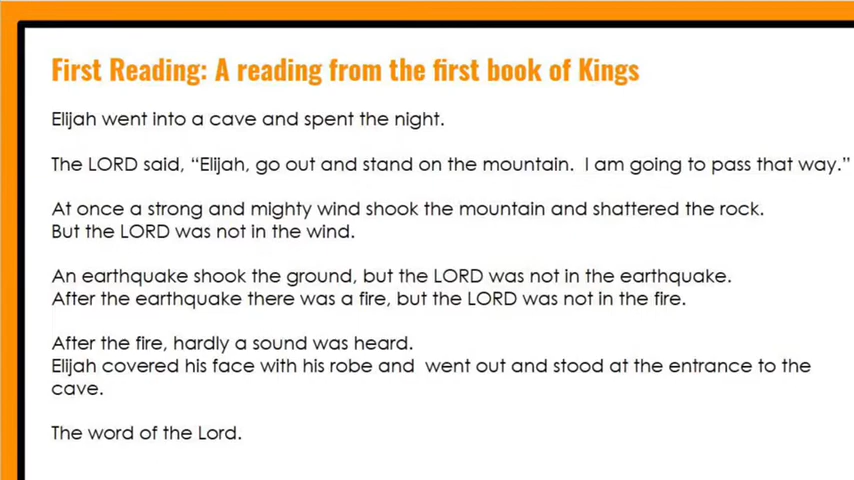 First Reading: A reading from the first book of Kings
Elijah went into a cave and spent the night.
The LORD said, “Elijah, go out and stand on the mountain.  I am going to pass that way.”
At once a strong and mighty wind shook the mountain and shattered the rock.
But the LORD was not in the wind.
An earthquake shook the ground, but the LORD was not in the earthquake.
After the earthquake there was a fire, but the LORD was not in the fire.
After the fire, hardly a sound was heard.
Elijah covered his face with his robe and  went out and stood at the entrance to the
cave.
The word of the Lord.